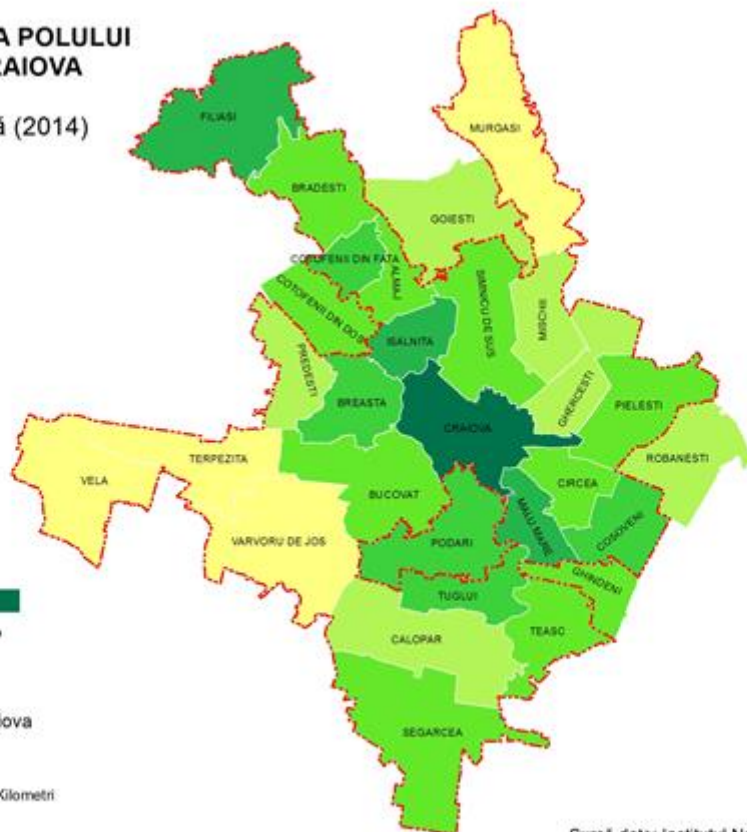 A POLULUI
RAIOVA
ă (2014)
FILIASI
MURGASI
BRADESTI
GOIESTI
COTOFENII DIN FATA
ALMAJ
SIMNICU DE SUS
MISCHII
COTOFENII DIN DOS
ISALNITA
PREDESTI
BREASTA
GHERCESTI
PIELESTI
CRAIOVA
ROBANESTI
TERPEZITA
VELA
BUCOVAT
CIRCEA
VARVORU DE JOS
PODARI
MALU MARE
COSOVENI
GHINDENI
TUGLUI
TEASC
CALOPAR
SEGARCEA
iova
Kilometri